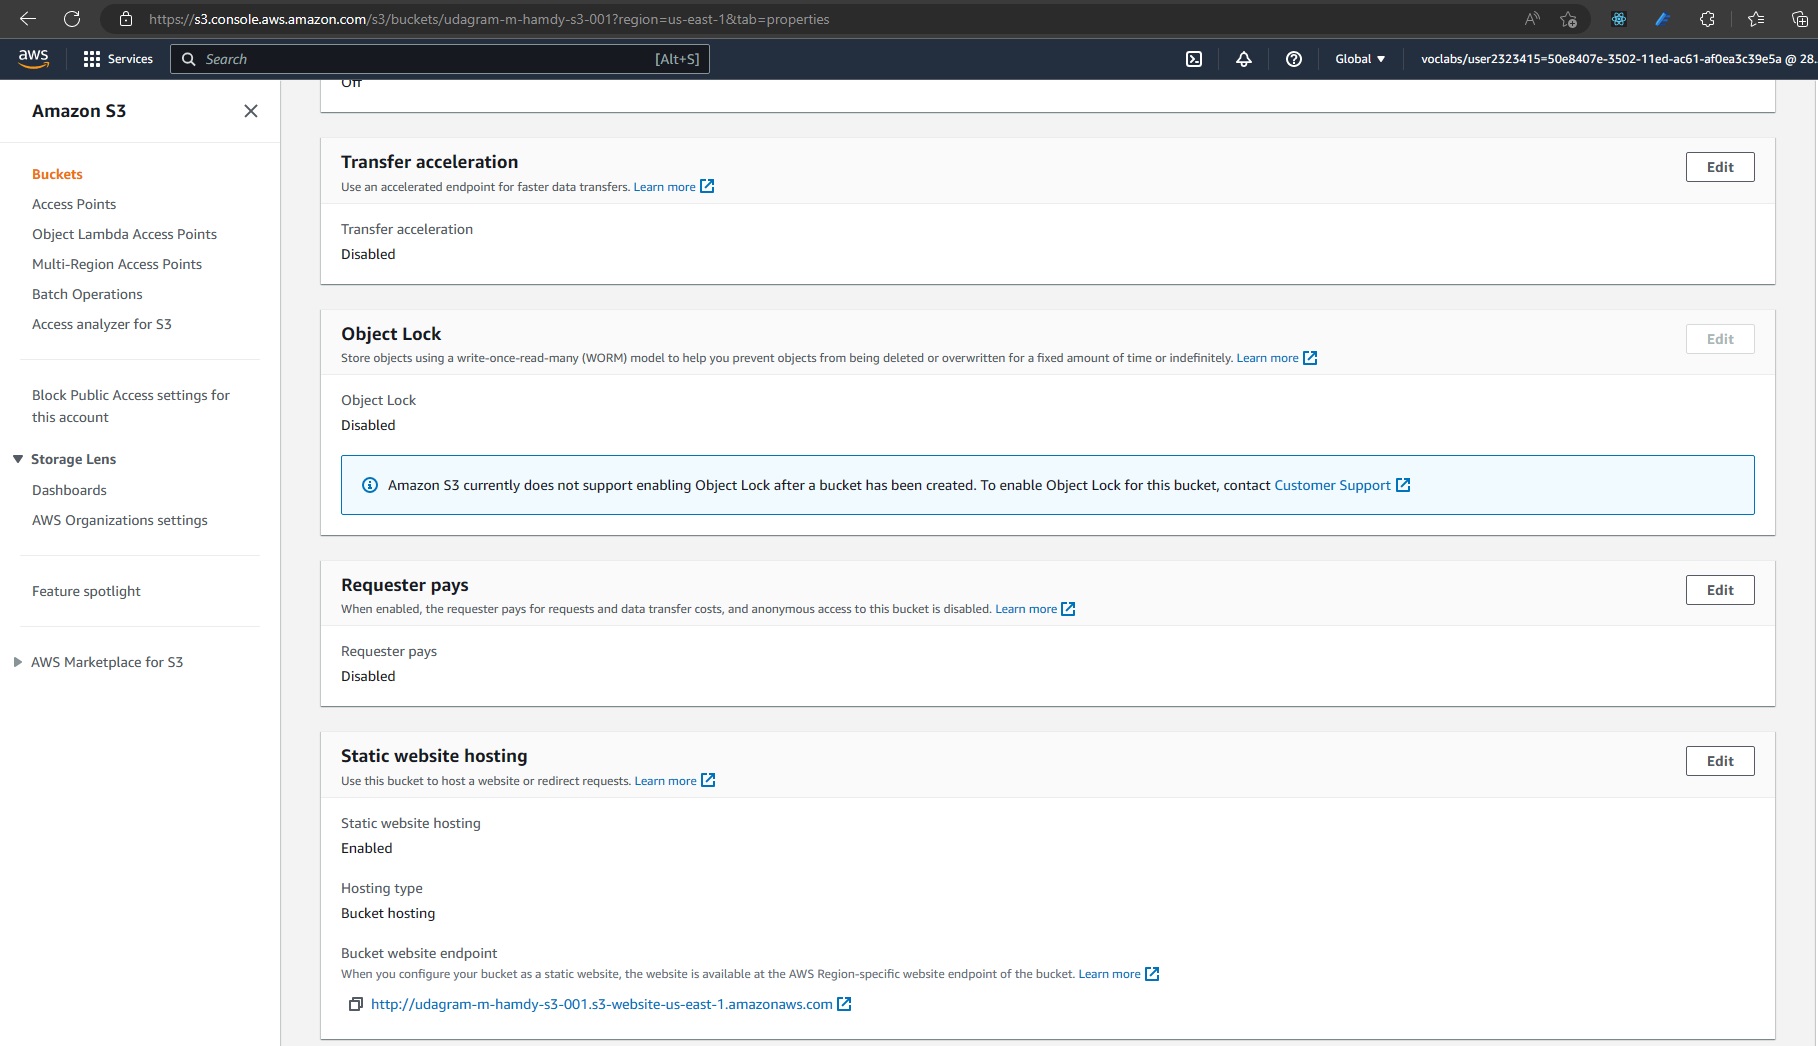 https://s3.console.aws.amazon.com/s3/buckets/udagram-m-hamdy-s3-001?region=us-east-1&tab=properties
aws
Services
Search
[Alt+S]
Global
voclabs/user2323415=50e8407e-3502-11ed-ac61-af0ea3c39e5a @ 28.
Amazon S3
Buckets
Access Points
Object Lambda Access Points
Multi-Region Access Points
Batch Operations
Access analyzer for S3
Block Public Access settings for
this account
Storage Lens
Dashboards
AWS Organizations settings
Feature spotlight
AWS Marketplace for S3
Off
Transfer acceleration
Edit
Use an accelerated endpoint for faster data transfers. Learn more
Transfer acceleration
Disabled
Object Lock
Edit
Store objects using a write-once-read-many (WORM) model to help you prevent objects from being deleted or overwritten for a fixed amount of time or indefinitely. Learn more
Object Lock
Disabled
Amazon S3 currently does not support enabling Object Lock after a bucket has been created. To enable Object Lock for this bucket, contact Customer Support
Requester pays
Edit
When enabled, the requester pays for requests and data transfer costs, and anonymous access to this bucket is disabled. Learn more
Requester pays
Disabled
Static website hosting
Edit
Use this bucket to host a website or redirect requests. Learn more
Static website hosting
Enabled
Hosting type
Bucket hosting
Bucket website endpoint
When you configure your bucket as a static website, the website is available at the AWS Region-specific website endpoint of the bucket. Learn more
http://udagram-m-hamdy-s3-001.s3-website-us-east-1.amazonaws.com